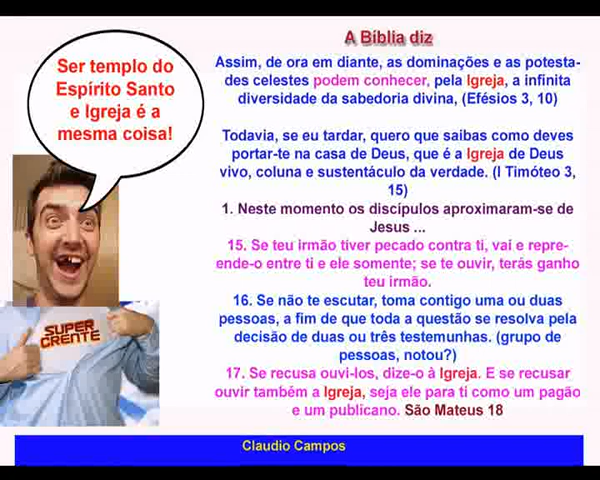 Ser templo do
Espírito Santo
e Igreja é a
mesma coisa!
SUPER
CRENTE
A Bíblia diz
Assim, de ora em diante, as dominações e as potesta-
des celestes podem conhecer, pela Igreja, a infinita
diversidade da sabedoria divina, (Efésios 3, 10)
Todavia, se eu tardar, quero que saibas como deves
portar-te na casa de Deus, que é a Igreja de Deus
vivo, coluna e sustentáculo da verdade. (I Timóteo 3,
15)
1. Neste momento os discípulos aproximaram-se de
Jesus ...
15. Se teu irmão tiver pecado contra ti, vai e repre-
ende-o entre ti e ele somente; se te ouvir, terás ganho
teu irmão.
16. Se não te escutar, toma contigo uma ou duas
pessoas, a fim de que toda a questão se resolva pela
decisão de duas ou três testemunhas. (grupo de
pessoas, notou?)
17. Se recusa ouvi-los, dize-o à Igreja. E se recusar
ouvir também a Igreja, seja ele para ti como um pagão
e um publicano. São Mateus 18
Claudio Campos